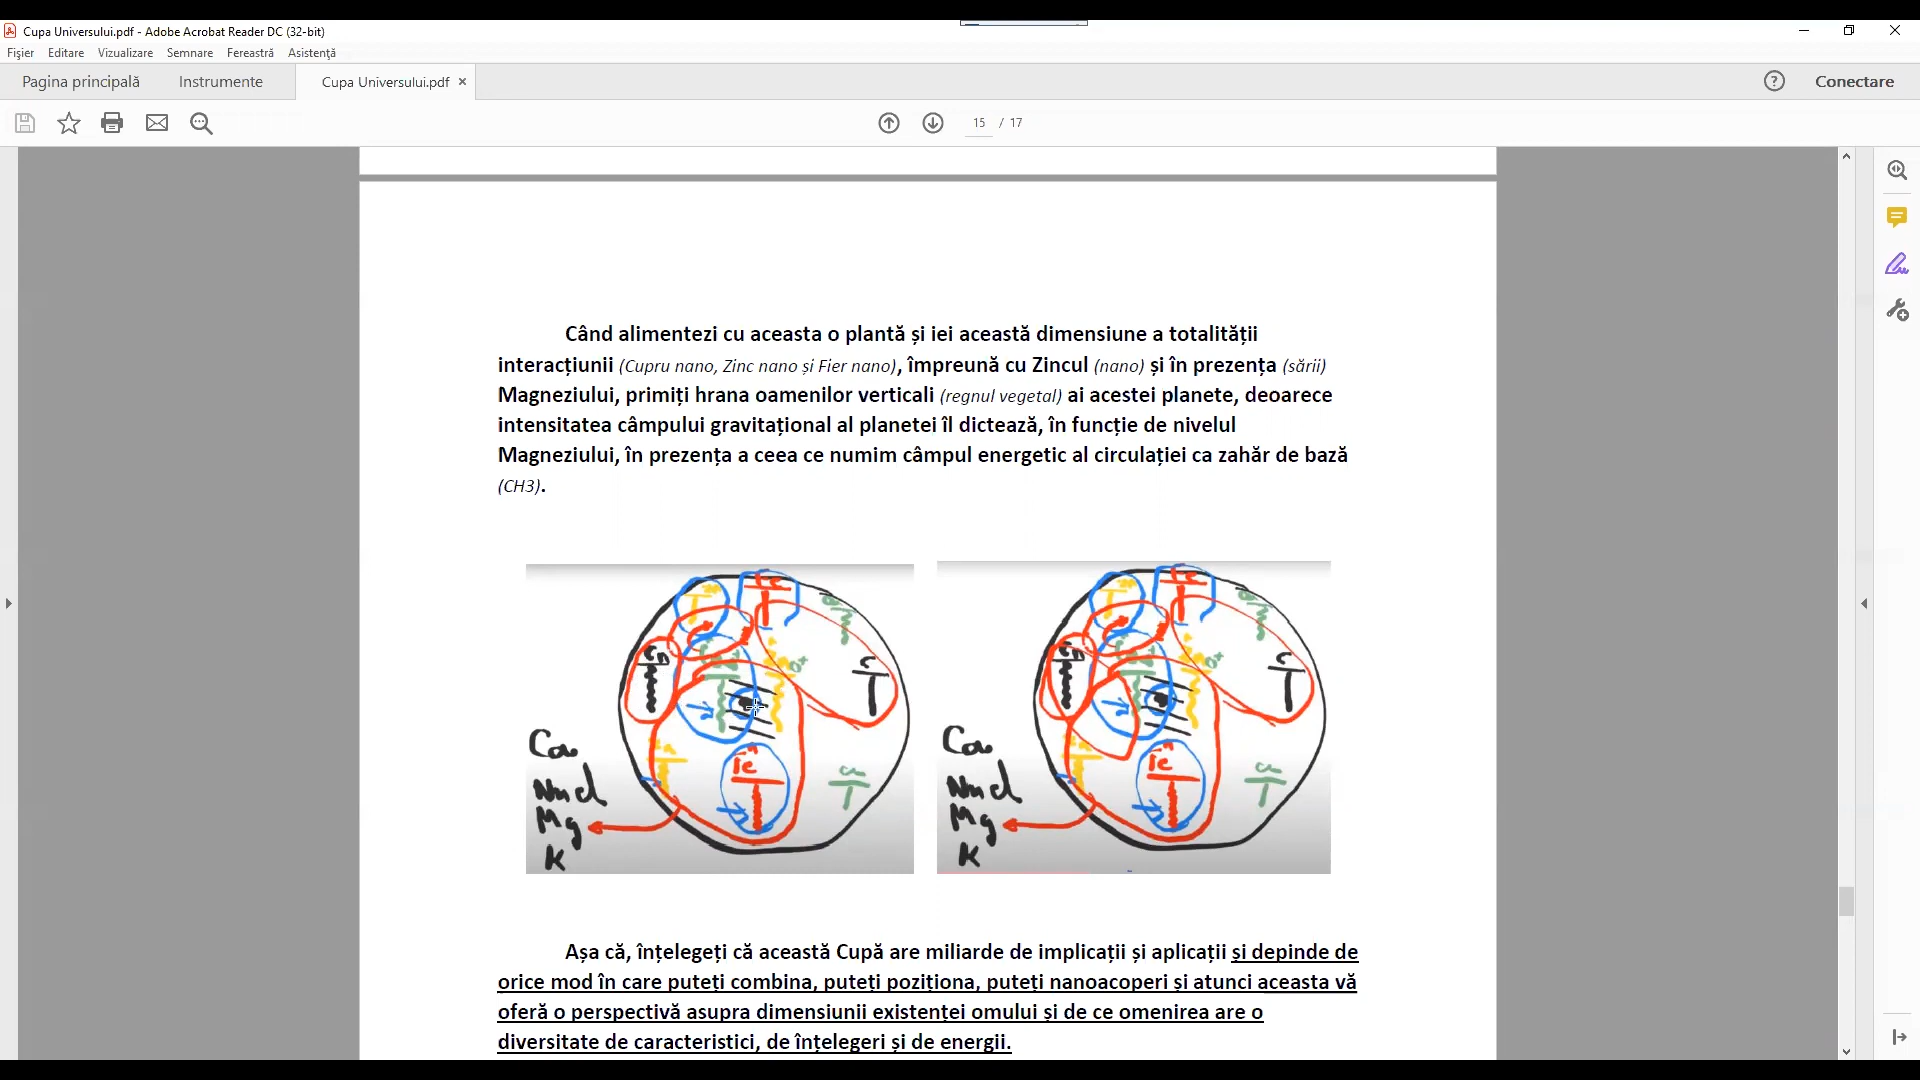 Cupa Universului.pdf - Adobe Acrobat Reader DC (32-bit)
Fișier Editare Vizualizare Semnare Fereastră Asistență
Pagina principală Instrumente Cupa Universului.pdf × Conectare
15 / 17
Când alimentezi cu aceasta o plantă și iei această dimensiune a totalității
interacțiunii (Cupru nano, Zinc nano și Fier nano), împreună cu Zincul (nano) și în prezența (sării)
Magneziului, primiți hrana oamenilor verticali (regnul vegetal) ai acestei planete, deoarece
intensitatea câmpului gravitațional al planetei îl dictează, în funcție de nivelul
Magneziului, în prezența a ceea ce numim câmpul energetic al circulației ca zahăr de bază
(CH3).
Ca
Mg
K
Ca
Mg
K
Așa că, înțelegeți că această Cupă are miliarde de implicații și aplicații și depinde de
orice mod în care puteți combina, puteți poziționa, puteți nanoacoperi și atunci aceasta vă
oferă o perspectivă asupra dimensiunii existenței omului și de ce omenirea are o
diversitate de caracteristici, de înțelegeri și de energii.